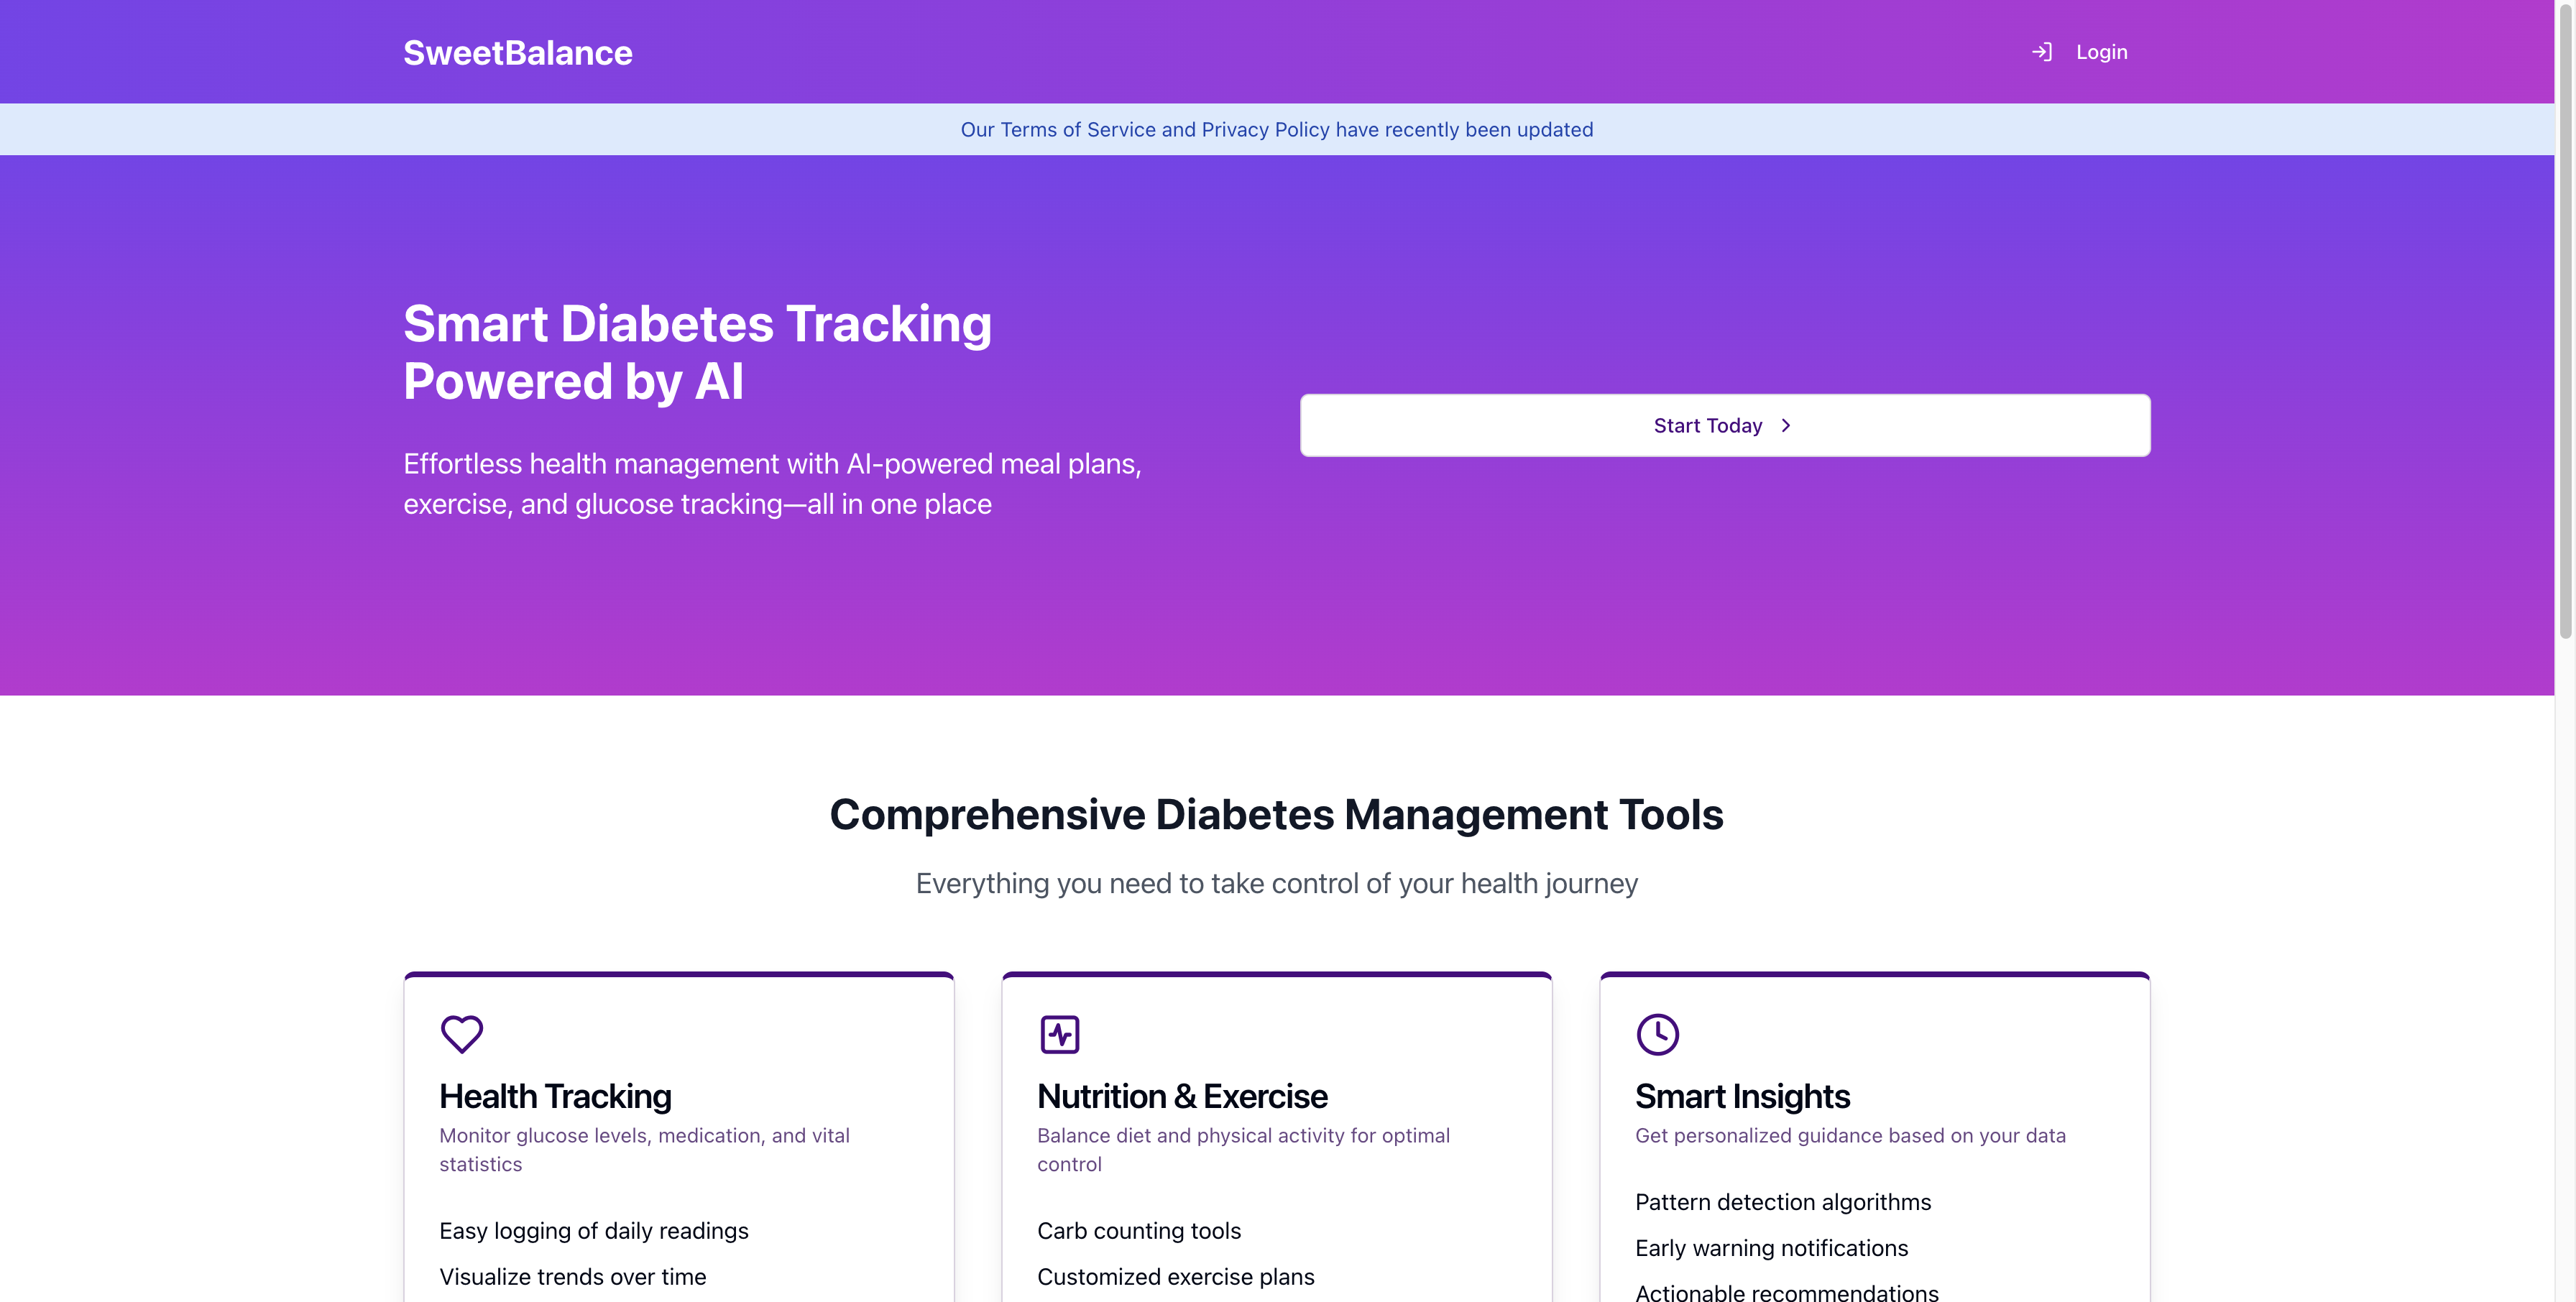 SweetBalance
Login
Our Terms of Service and Privacy Policy have recently been updated
Smart Diabetes Tracking
Powered by AI
Effortless health management with AI-powered meal plans,
exercise, and glucose tracking—all in one place
Start Today
Comprehensive Diabetes Management Tools
Everything you need to take control of your health journey
Health Tracking
Monitor glucose levels, medication, and vital
statistics
Easy logging of daily readings
Visualize trends over time
Nutrition & Exercise
Balance diet and physical activity for optimal
control
Carb counting tools
Customized exercise plans
Smart Insights
Get personalized guidance based on your data
Pattern detection algorithms
Early warning notifications
Actionable recommendations